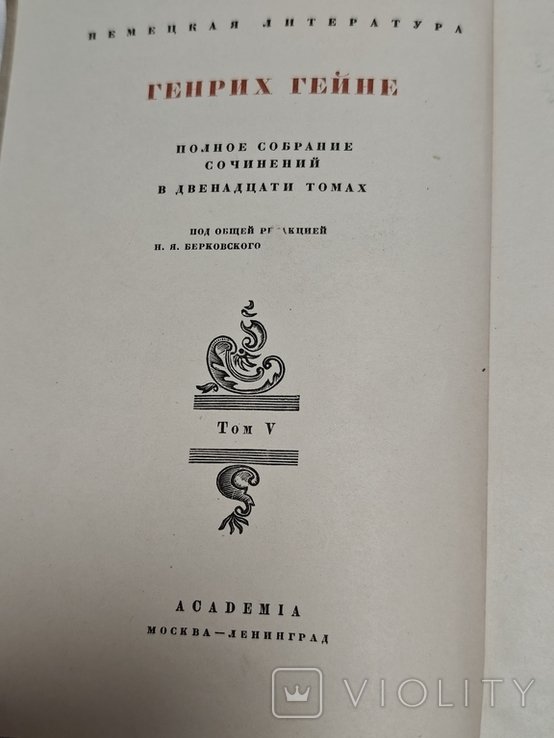 НЕМЕЦКАЯ ЛИТЕРАТУРА
ГЕНРИХ ГЕЙНЕ
ПОЛНОЕ СОБРАНИЕ
СОЧИНЕНИЙ
В ДВЕНАДЦАТИ ТОМАХ
ПОД ОБЩЕЙ РЕДАКЦИЕЙ
Н. Я. БЕРКОВСКОГО
Том V
ACADEMIA
МОСКВА—ЛЕНИНГРАД
VIOLITY